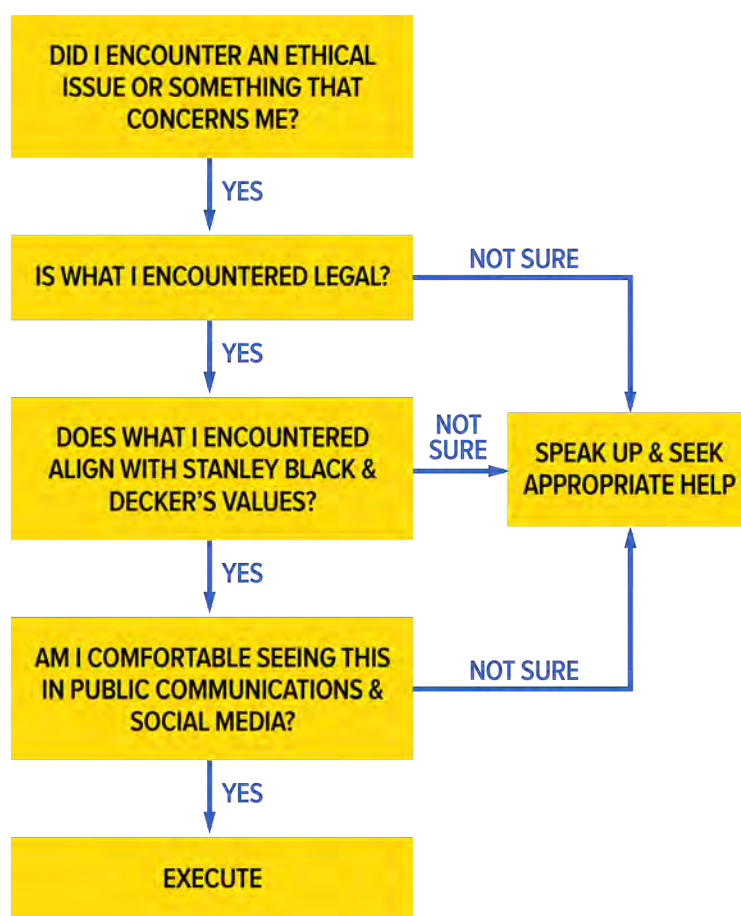 DID I ENCOUNTER AN ETHICAL
ISSUE OR SOMETHING THAT
CONCERNS ME?
YES
IS WHAT I ENCOUNTERED LEGAL?
NOT SURE
YES
DOES WHAT I ENCOUNTERED
ALIGN WITH STANLEY BLACK &
DECKER'S VALUES?
NOT
SURE
SPEAK UP & SEEK
APPROPRIATE HELP
YES
AM I COMFORTABLE SEEING THIS
IN PUBLIC COMMUNICATIONS &
SOCIAL MEDIA?
NOT SURE
YES
EXECUTE